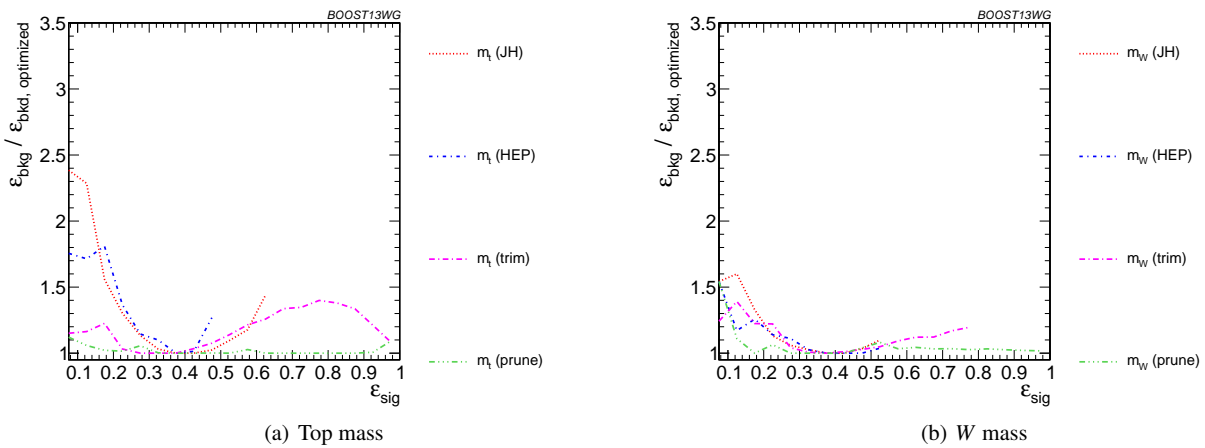 BOOST13WG
3.5
3
2.5
2
1.5
1
ε_bkg / ε_bkd, optimized
0.1 0.2 0.3 0.4 0.5 0.6 0.7 0.8 0.9 1
ε_sig
m_t (JH)
m_t (HEP)
m_t (trim)
m_t (prune)
(a) Top mass
BOOST13WG
3.5
3
2.5
2
1.5
1
ε_bkg / ε_bkd, optimized
0.1 0.2 0.3 0.4 0.5 0.6 0.7 0.8 0.9 1
ε_sig
m_W (JH)
m_W (HEP)
m_W (trim)
m_W (prune)
(b) W mass